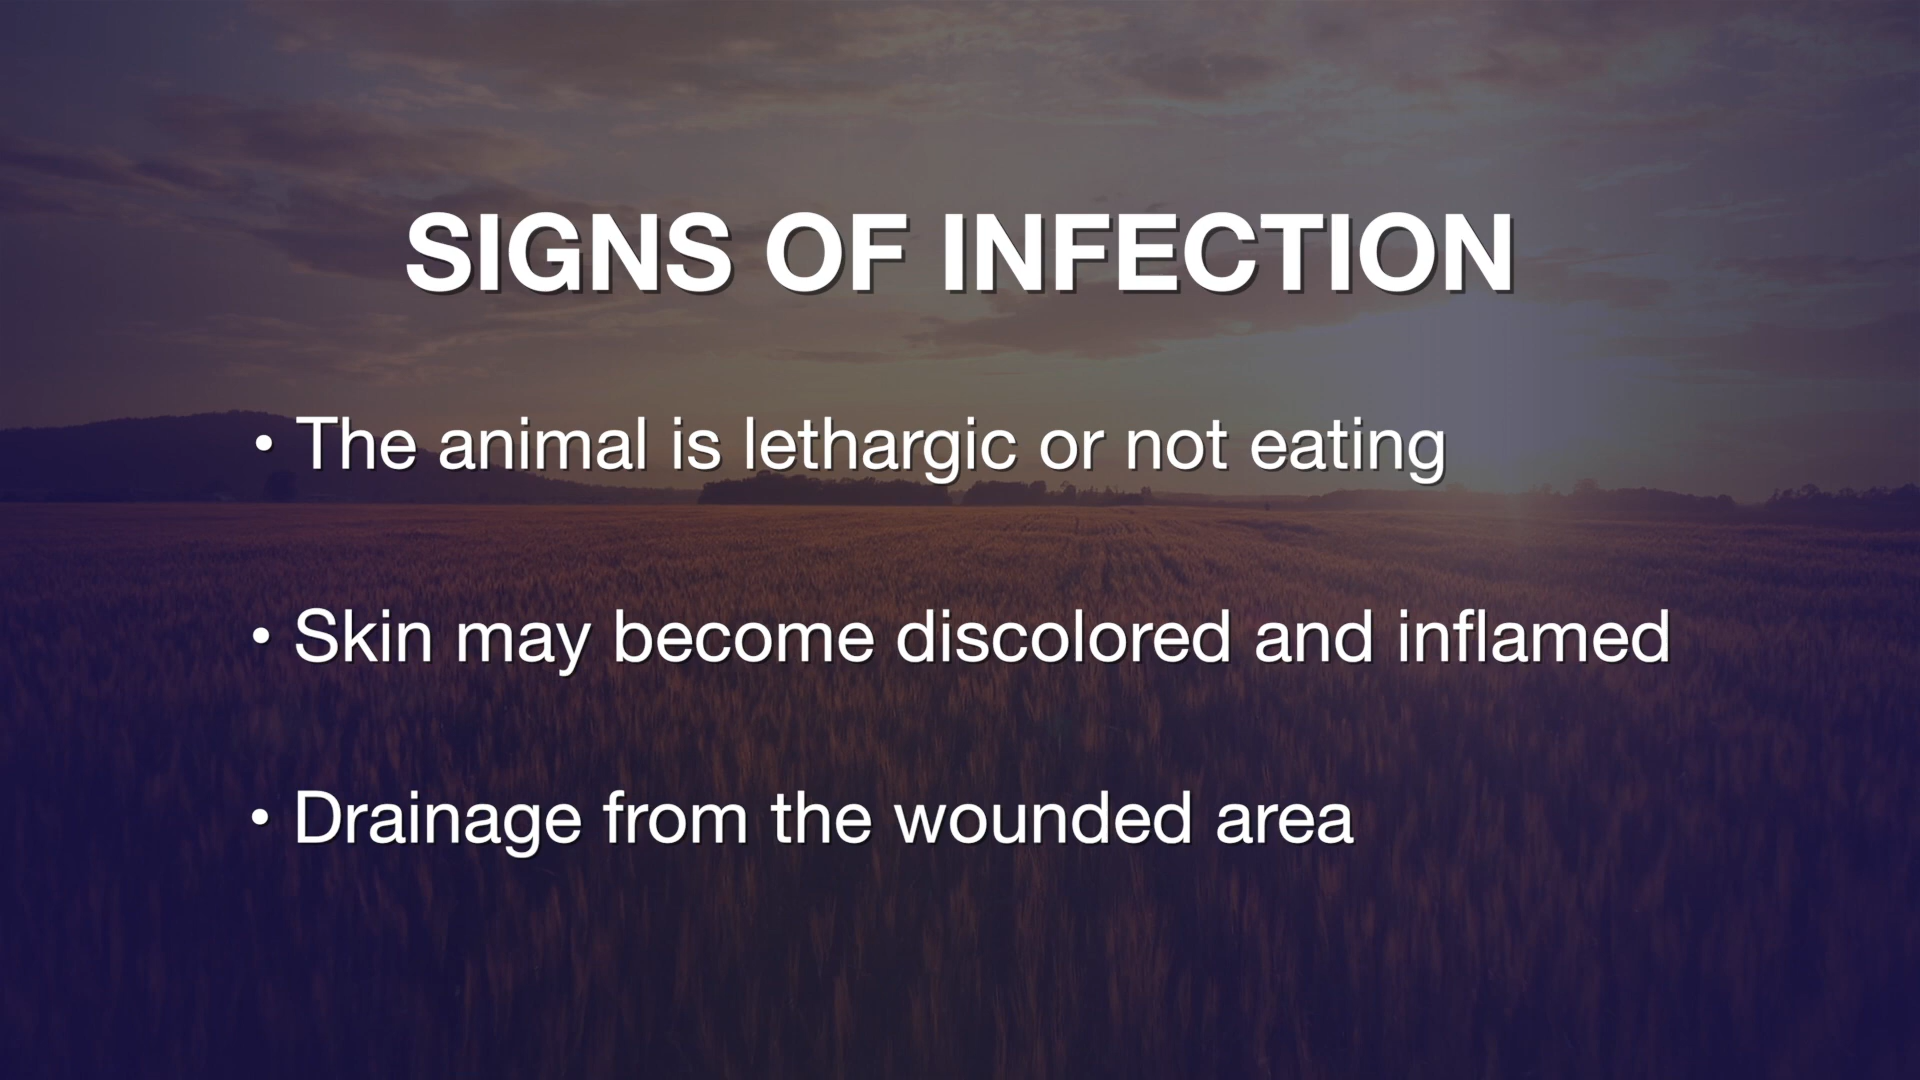 SIGNS OF INFECTION
• The animal is lethargic or not eating
• Skin may become discolored and inflamed
• Drainage from the wounded area